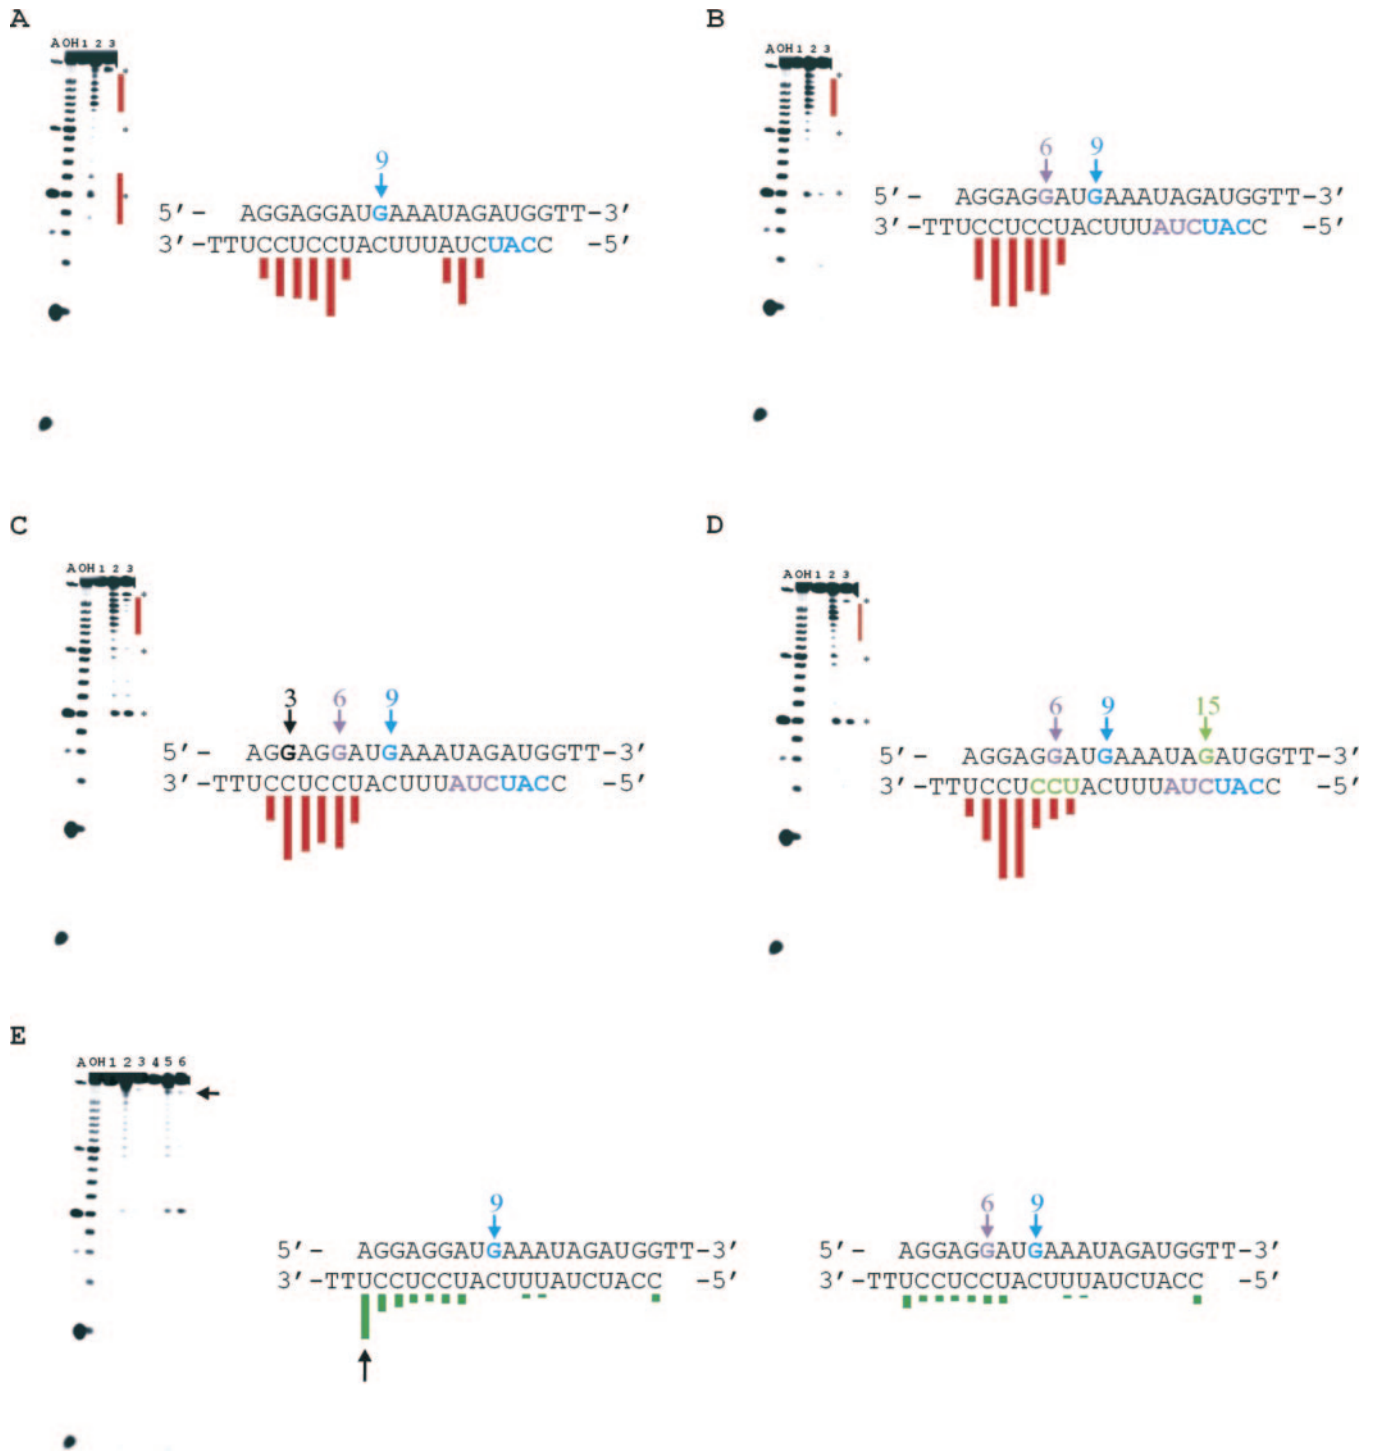 A
A OH 1 2 3
9
5′- AGGAGGAUGAAAUAGAUGGTT-3′
3′-TTUCCUCCUACUUUAUCUACC -5′
B
A OH 1 2 3
6 9
5′- AGGAGGAUGAAAUAGAUGGTT-3′
3′-TTUCCUCCUACUUUAUCUACC -5′
C
A OH 1 2 3
3 6 9
5′- AGGAGGAUGAAAUAGAUGGTT-3′
3′-TTUCCUCCUACUUUAUCUACC -5′
D
A OH 1 2 3
6 9 15
5′- AGGAGGAUGAAAUAGAUGGTT-3′
3′-TTUCCUCCUACUUUAUCUACC -5′
E
A OH 1 2 3 4 5 6
9
5′- AGGAGGAUGAAAUAGAUGGTT-3′
3′-TTUCCUCCUACUUUAUCUACC -5′
6 9
5′- AGGAGGAUGAAAUAGAUGGTT-3′
3′-TTUCCUCCUACUUUAUCUACC -5′